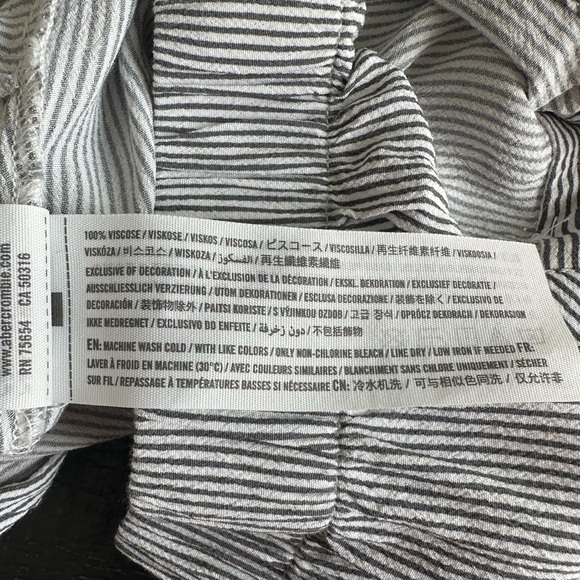 www.abercrombie.com
RN 75654 CA 50316
100% VISCOSE / VISKOSE / VISKOS / VISCOSA / ビスコース / VISCOSILLA / 再生纤维素纤维 / VISKOOSIA /
VISKÓZA / 비스코스 / WISKOZA / الفسكوز / 再生纖維素纖維
EXCLUSIVE OF DECORATION / À L'EXCLUSION DE LA DÉCORATION / EKSKL. DEKORATION / EXCLUSIEF DECORATIE /
AUSSCHLIESSLICH VERZIERUNG / UTOM DEKORATIONEN / ESCLUSA DECORAZIONE / 装飾を除く / EXCLUSIVO DE
DECORACIÓN / 装饰物除外 / PAITSI KORISTE / S VÝJIMKOU OZDOB / 고급 장식 / OPRÓCZ DEKORACJI / DEKORASJON
IKKE MEDREGNET / EXCLUSIVO DO ENFEITE / دون زخرفة / 不包括飾物
EN: MACHINE WASH COLD / WITH LIKE COLORS / ONLY NON-CHLORINE BLEACH / LINE DRY / LOW IRON IF NEEDED FR:
LAVER À FROID EN MACHINE (30°C) / AVEC COULEURS SIMILAIRES / BLANCHIMENT SANS CHLORE UNIQUEMENT / SÉCHER
SUR FIL / REPASSAGE À TEMPÉRATURES BASSES SI NÉCESSAIRE CN: 冷水机洗 / 可与相似色同洗 / 仅允许非